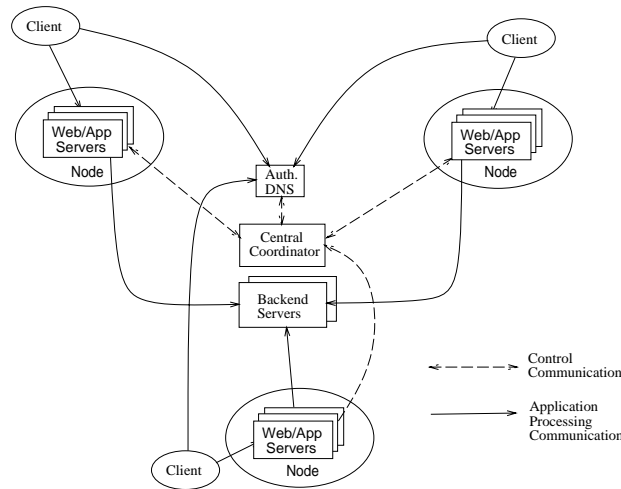 Client
Client
Web/App
Servers
Node
Web/App
Servers
Node
Auth.
DNS
Central
Coordinator
Backend
Servers
Control
Communication
Application
Processing
Communication
Web/App
Servers
Node
Client